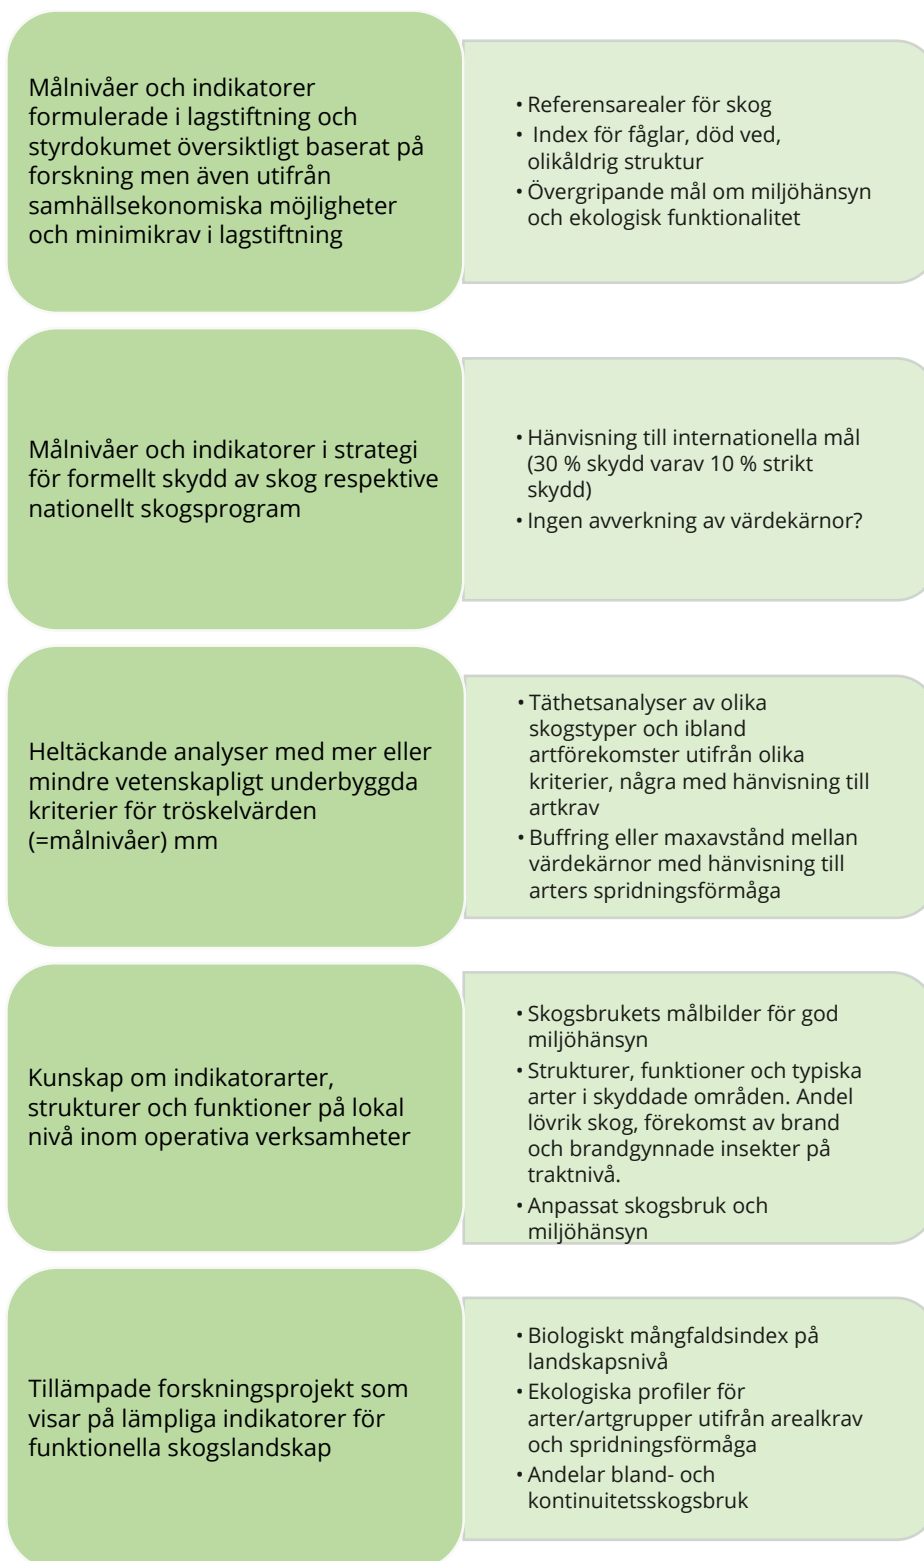 Målnivåer och indikatorer
formulerade i lagstiftning och
styrdokumet översiktligt baserat på
forskning men även utifrån
samhällsekonomiska möjligheter
och minimikrav i lagstiftning
• Referensarealer för skog
• Index för fåglar, död ved,
olikåldrig struktur
• Övergripande mål om miljöhänsyn
och ekologisk funktionalitet
Målnivåer och indikatorer i strategi
för formellt skydd av skog respektive
nationellt skogsprogram
• Hänvisning till internationella mål
(30 % skydd varav 10 % strikt
skydd)
• Ingen avverkning av värdekärnor?
Heltäckande analyser med mer eller
mindre vetenskapligt underbyggda
kriterier för tröskelvärden
(=målnivåer) mm
• Täthetsanalyser av olika
skogstyper och ibland
artförekomster utifrån olika
kriterier, några med hänvisning till
artkrav
• Buffring eller maxavstånd mellan
värdekärnor med hänvisning till
arters spridningsförmåga
Kunskap om indikatorarter,
strukturer och funktioner på lokal
nivå inom operativa verksamheter
• Skogsbrukets målbilder för god
miljöhänsyn
• Strukturer, funktioner och typiska
arter i skyddade områden. Andel
lövrik skog, förekomst av brand
och brandgynnade insekter på
traktnivå.
• Anpassat skogsbruk och
miljöhänsyn
Tillämpade forskningsprojekt som
visar på lämpliga indikatorer för
funktionella skogslandskap
• Biologiskt mångfaldsindex på
landskapsnivå
• Ekologiska profiler för
arter/artgrupper utifrån arealkrav
och spridningsförmåga
• Andelar bland- och
kontinuitetsskogsbruk